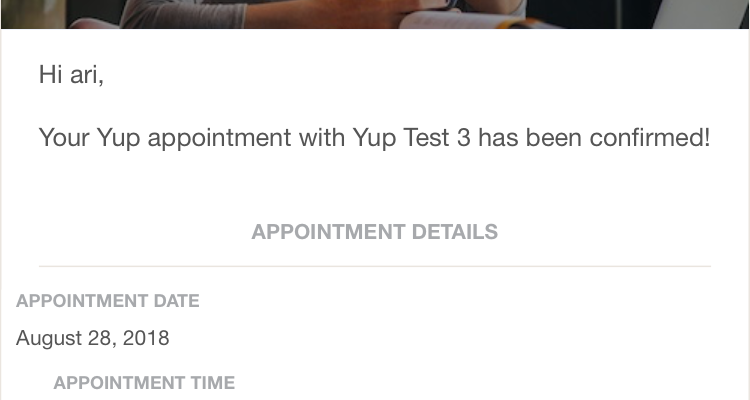 Hi ari,
Your Yup appointment with Yup Test 3 has been confirmed!
APPOINTMENT DETAILS
APPOINTMENT DATE
August 28, 2018
APPOINTMENT TIME